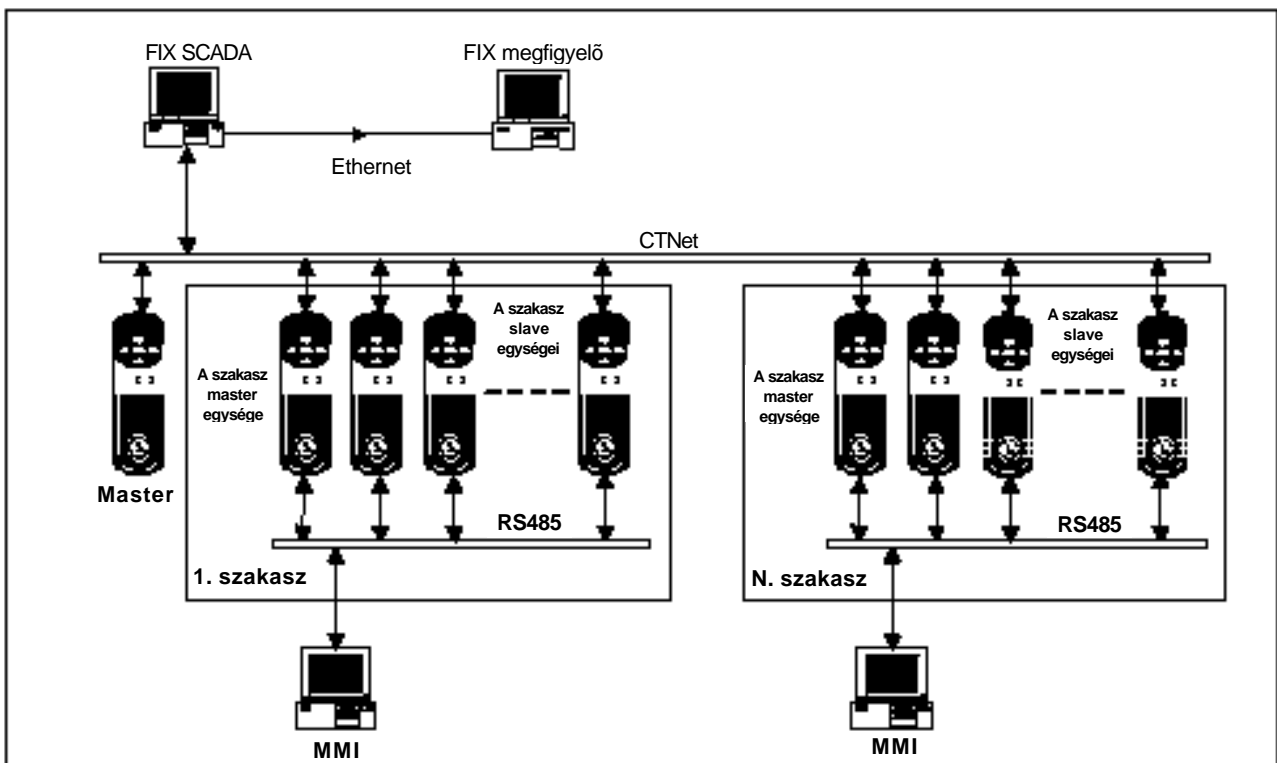 FIX SCADA
FIX megfigyelõ
Ethernet
CTNet
A szakasz
slave
egységei
A szakasz
master
egysége
Master
RS485
1. szakasz
MMI
A szakasz
slave
egységei
A szakasz
master
egysége
RS485
N. szakasz
MMI